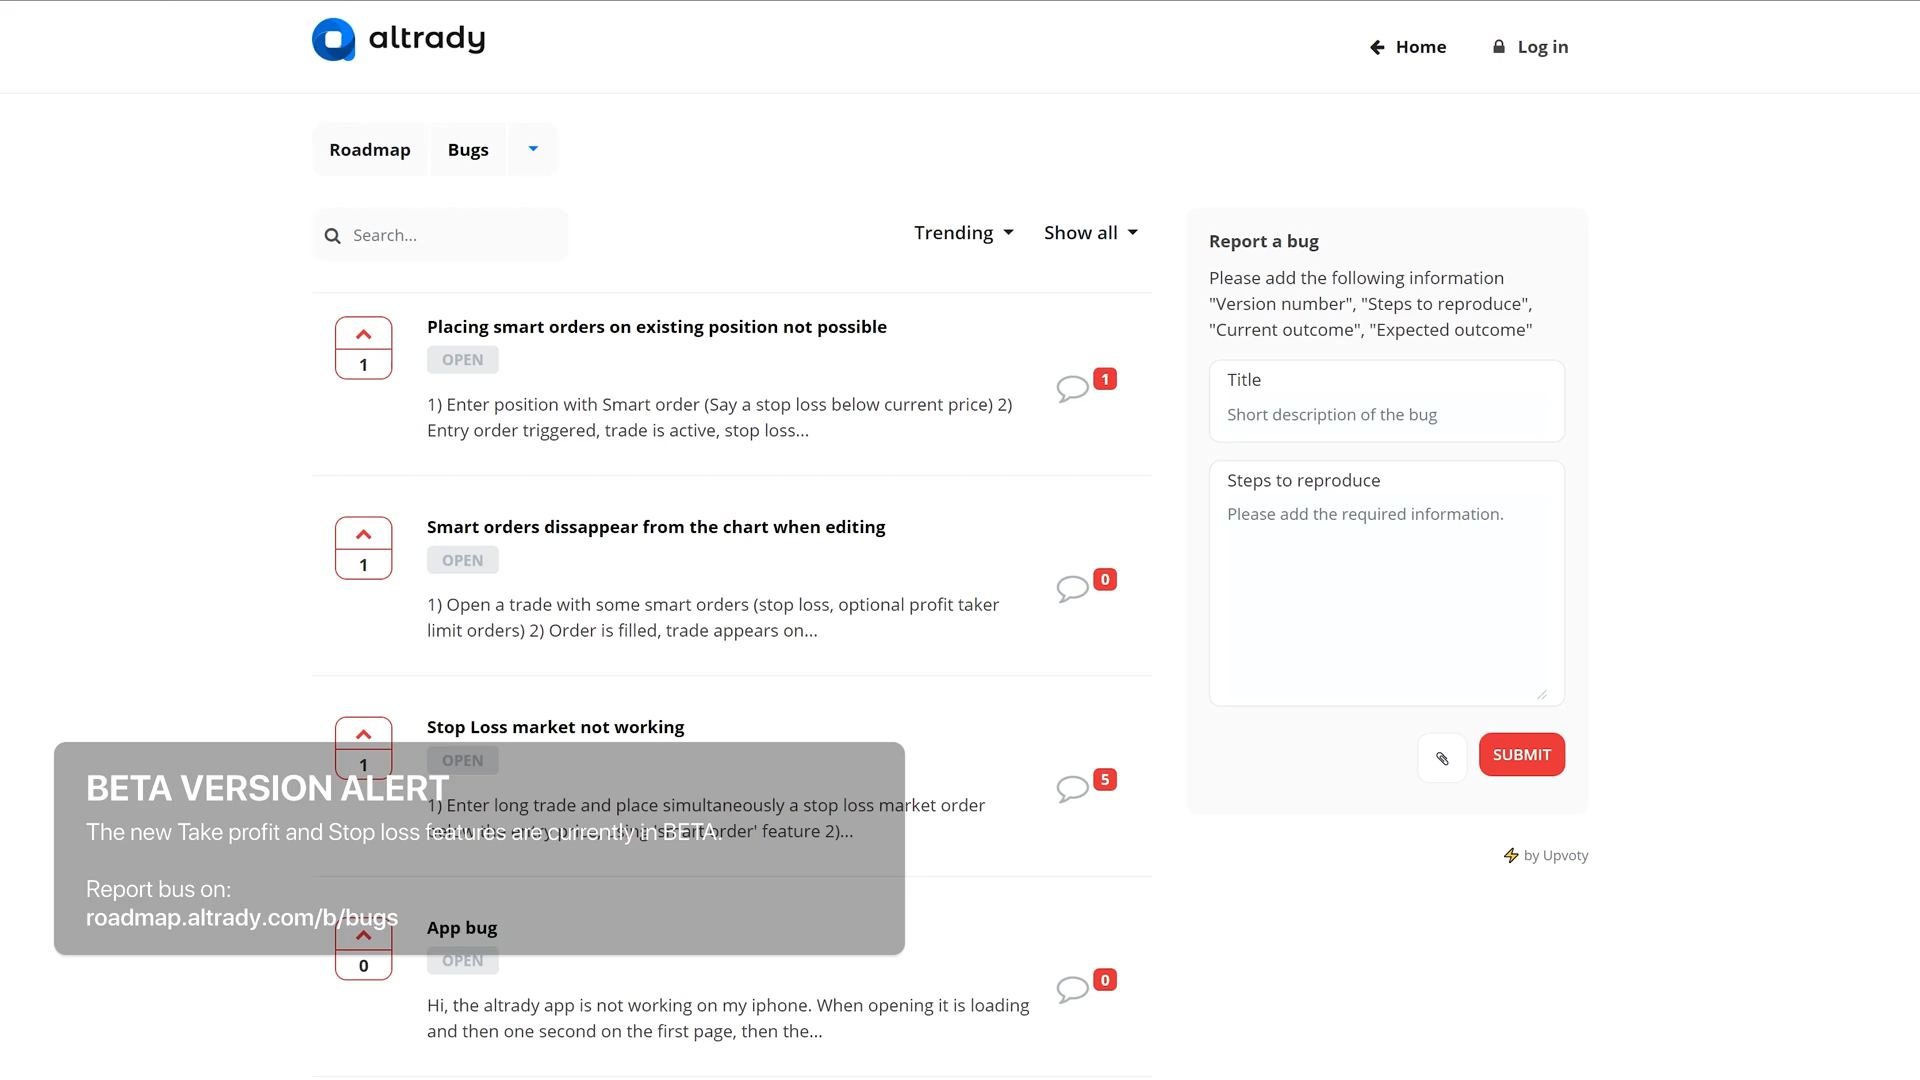 altrady
Home
Log in
Roadmap
Bugs
Search...
Trending
Show all
Placing smart orders on existing position not possible
1
OPEN
1) Enter position with Smart order (Say a stop loss below current price) 2)
Entry order triggered, trade is active, stop loss...
1
Smart orders dissappear from the chart when editing
1
OPEN
1) Open a trade with some smart orders (stop loss, optional profit taker
limit orders) 2) Order is filled, trade appears on...
0
Stop Loss market not working
1
OPEN
1) Enter long trade and place simultaneously a stop loss market order
'smart order' feature 2)...
5
App bug
0
OPEN
Hi, the altrady app is not working on my iphone. When opening it is loading
and then one second on the first page, then the...
0
BETA VERSION ALERT
The new Take profit and Stop loss features are currently in BETA.
Report bus on:
roadmap.altrady.com/b/bugs
Report a bug
Please add the following information
"Version number", "Steps to reproduce",
"Current outcome", "Expected outcome"
Title
Short description of the bug
Steps to reproduce
Please add the required information.
SUBMIT
by Upvoty